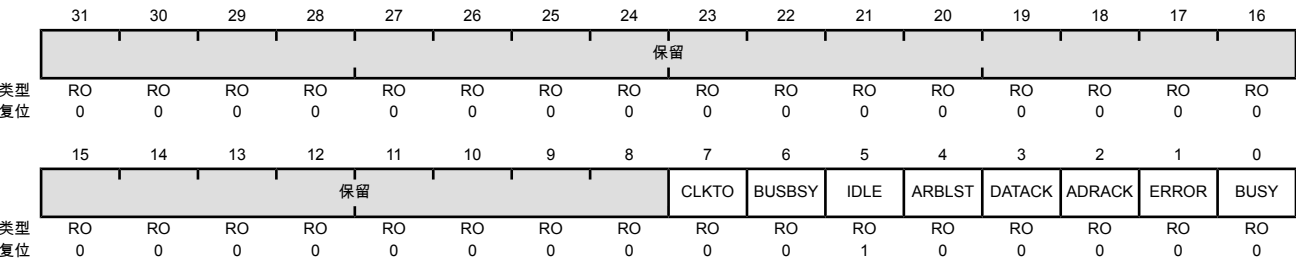 31 30 29 28 27 26 25 24 23 22 21 20 19 18 17 16
保留
类型 RO RO RO RO RO RO RO RO RO RO RO RO RO RO RO RO
复位 0 0 0 0 0 0 0 0 0 0 0 0 0 0 0 0
15 14 13 12 11 10 9 8 7 6 5 4 3 2 1 0
保留 CLKTO BUSBSY IDLE ARBLST DATACK ADRACK ERROR BUSY
类型 RO RO RO RO RO RO RO RO RO RO RO RO RO RO RO RO
复位 0 0 0 0 0 0 0 0 0 0 1 0 0 0 0 0